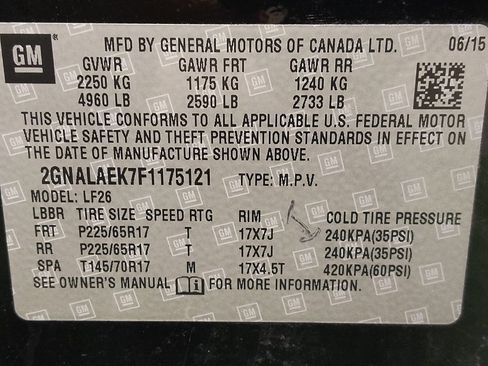 GM
MFD BY GENERAL MOTORS OF CANADA LTD. 06/15
GVWR GAWR FRT GAWR RR
2250 KG 1175 KG 1240 KG
4960 LB 2590 LB 2733 LB
THIS VEHICLE CONFORMS TO ALL APPLICABLE U.S. FEDERAL MOTOR
VEHICLE SAFETY AND THEFT PREVENTION STANDARDS IN EFFECT ON
THE DATE OF MANUFACTURE SHOWN ABOVE.
2GNALAEK7F1175121 TYPE: M.P.V.
MODEL: LF26
LBBR TIRE SIZE SPEED RTG RIM COLD TIRE PRESSURE
FRT P225/65R17 T 17X7J 240KPA(35PSI)
RR P225/65R17 T 17X7J 240KPA(35PSI)
SPA T145/70R17 M 17X4.5T 420KPA(60PSI)
SEE OWNER'S MANUAL i FOR MORE INFORMATION.